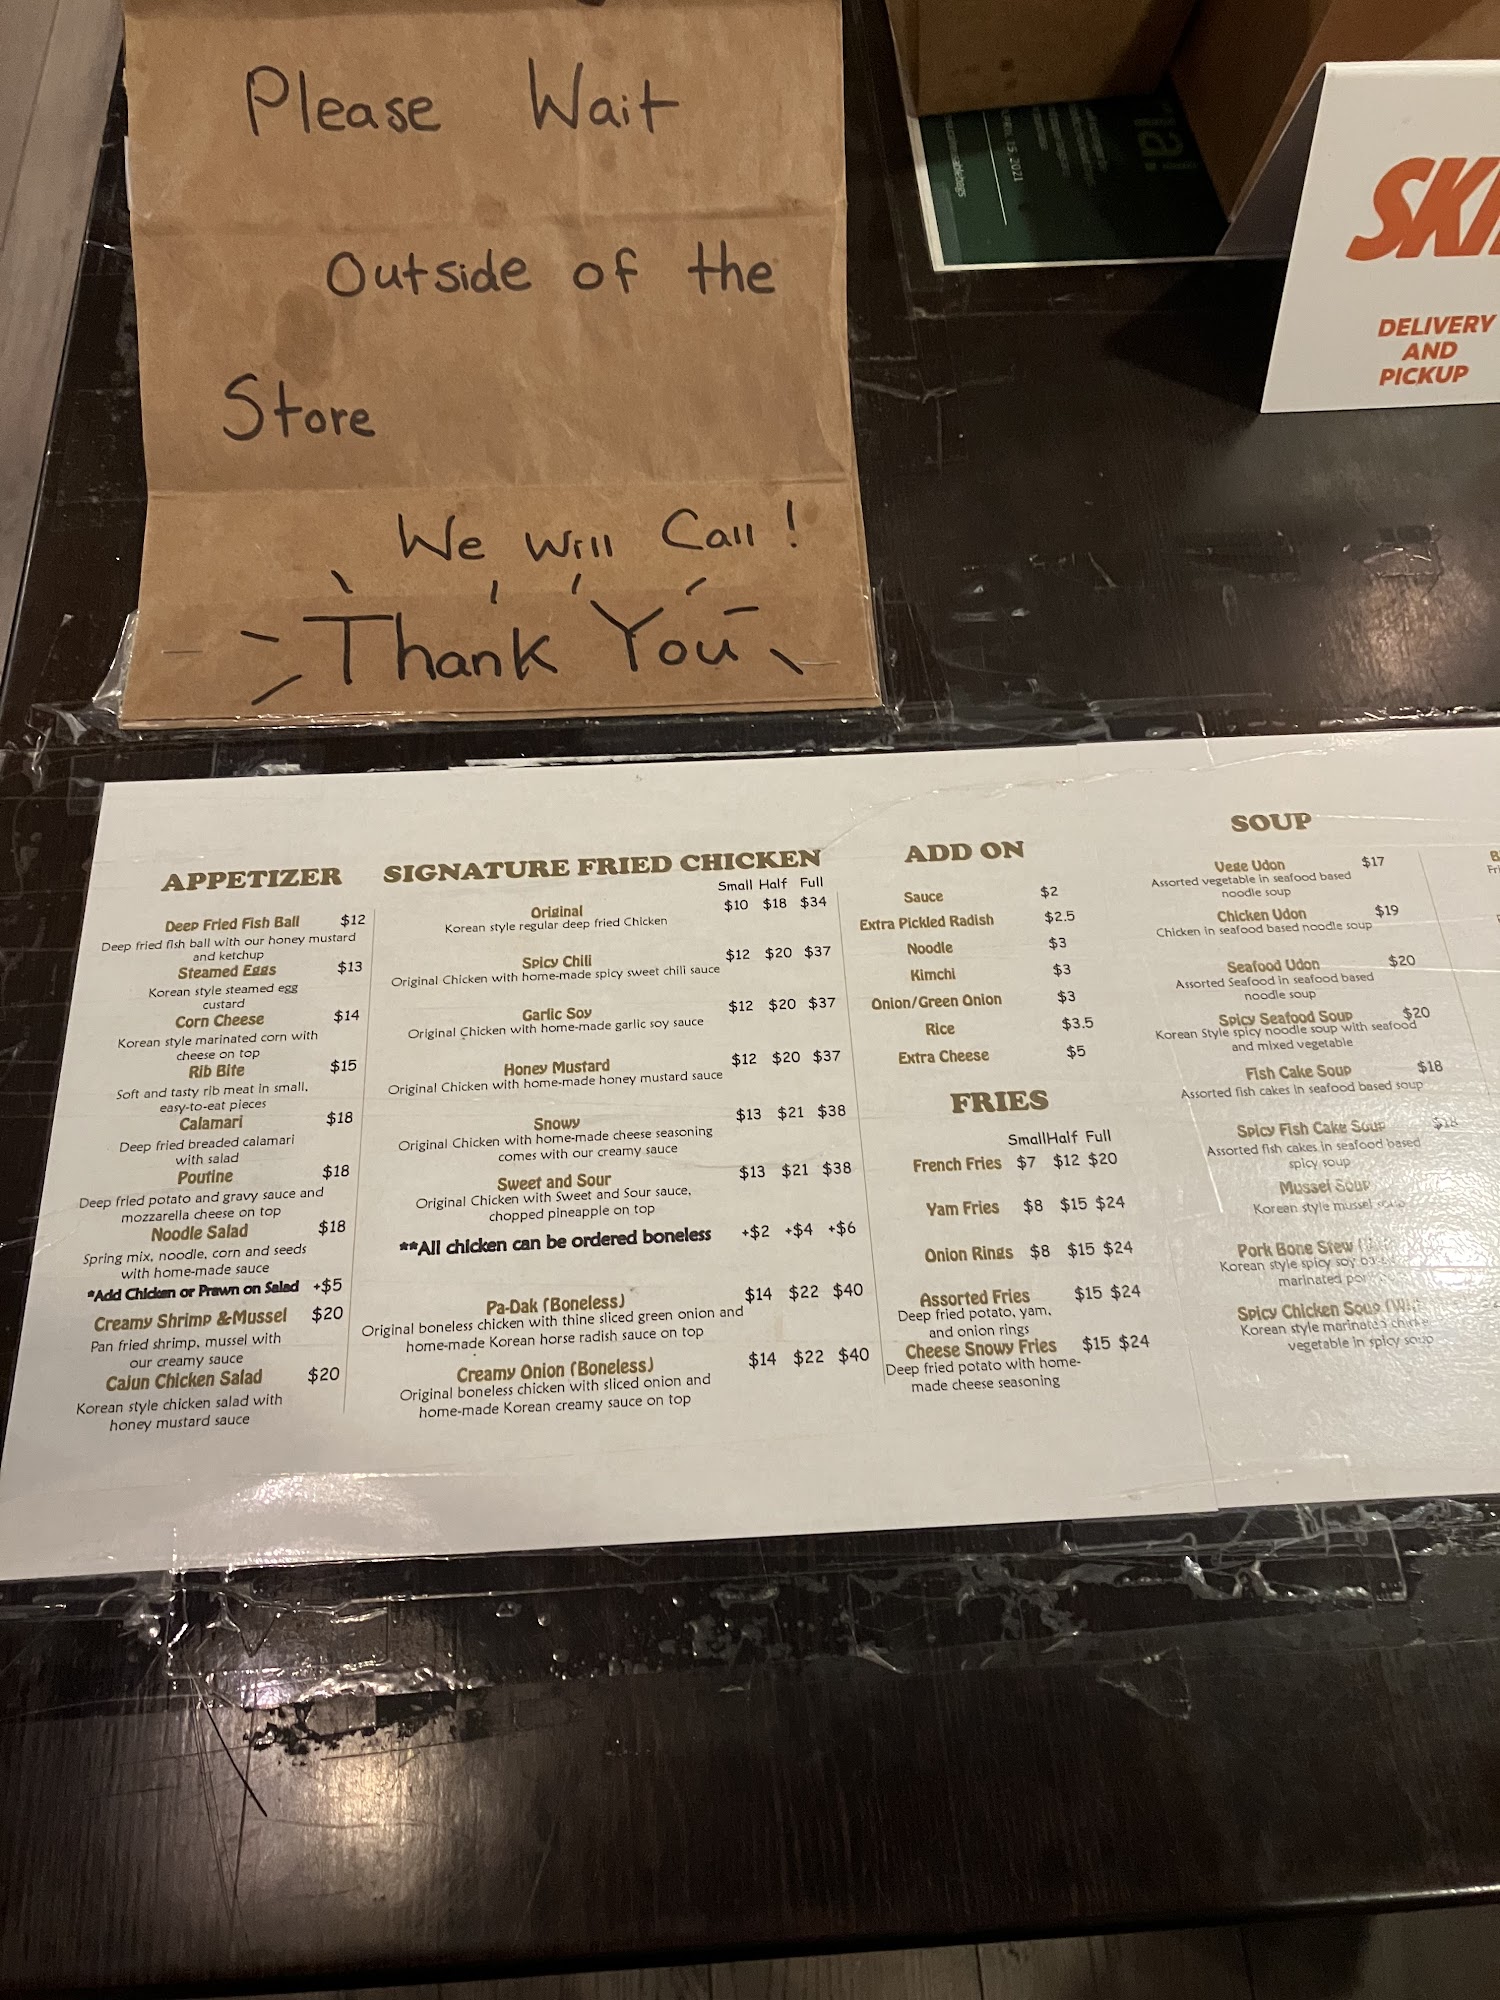 Please Wait
Outside of the
Store
We Will Call!
Thank You
APRIL 15, 2021
DELIVERY
AND
PICKUP
APPETIZER
Deep Fried Fish Ball $12
Deep fried fish ball with our honey mustard
and ketchup
Steamed Eggs $13
Korean style steamed egg
custard
Corn Cheese $14
Korean style marinated corn with
cheese on top
Rib Bite $15
Soft and tasty rib meat in small,
easy-to-eat pieces
Calamari $18
Deep fried breaded calamari
with salad
Poutine $18
Deep fried potato and gravy sauce and
mozzarella cheese on top
Noodle Salad $18
Spring mix, noodle, corn and seeds
with home-made sauce
*Add Chicken or Prawn on Salad +$5
Creamy Shrimp &Mussel $20
Pan fried shrimp, mussel with
our creamy sauce
Cajun Chicken Salad $20
Korean style chicken salad with
honey mustard sauce
SIGNATURE FRIED CHICKEN
Small Half Full
Original $10 $18 $34
Korean style regular deep fried Chicken
Spicy Chili $12 $20 $37
Original Chicken with home-made spicy sweet chili sauce
Garlic Soy $12 $20 $37
Original Chicken with home-made garlic soy sauce
Honey Mustard $12 $20 $37
Original Chicken with home-made honey mustard sauce
Snowy $13 $21 $38
Original Chicken with home-made cheese seasoning
comes with our creamy sauce
Sweet and Sour $13 $21 $38
Original Chicken with Sweet and Sour sauce,
chopped pineapple on top
**All chicken can be ordered boneless +$2 +$4 +$6
Pa-Dak (Boneless) $14 $22 $40
Original boneless chicken with thine sliced green onion and
home-made Korean horse radish sauce on top
Creamy Onion (Boneless) $14 $22 $40
Original boneless chicken with sliced onion and
home-made Korean creamy sauce on top
ADD ON
Sauce $2
Extra Pickled Radish $2.5
Noodle $3
Kimchi $3
Onion/Green Onion $3
Rice $3.5
Extra Cheese $5
FRIES
Small Half Full
French Fries $7 $12 $20
Yam Fries $8 $15 $24
Onion Rings $8 $15 $24
Assorted Fries $15 $24
Deep fried potato, yam,
and onion rings
Cheese Snowy Fries $15 $24
Deep fried potato with home-
made cheese seasoning
SOUP
Vege Udon $17
Assorted vegetable in seafood based
noodle soup
Chicken Udon $19
Chicken in seafood based noodle soup
Seafood Udon $20
Assorted Seafood in seafood based
noodle soup
Spicy Seafood Soup $20
Korean Style spicy noodle soup with seafood
and mixed vegetable
Fish Cake Soup $18
Assorted fish cakes in seafood based soup
Spicy Fish Cake Soup
Assorted fish cakes in seafood based
spicy soup
Mussel Soup
Korean style mussel soup
Pork Bone Stew
Korean style spicy soy
marinated
Spicy Chicken Soup
Korean style marinated
vegetable in spicy soup